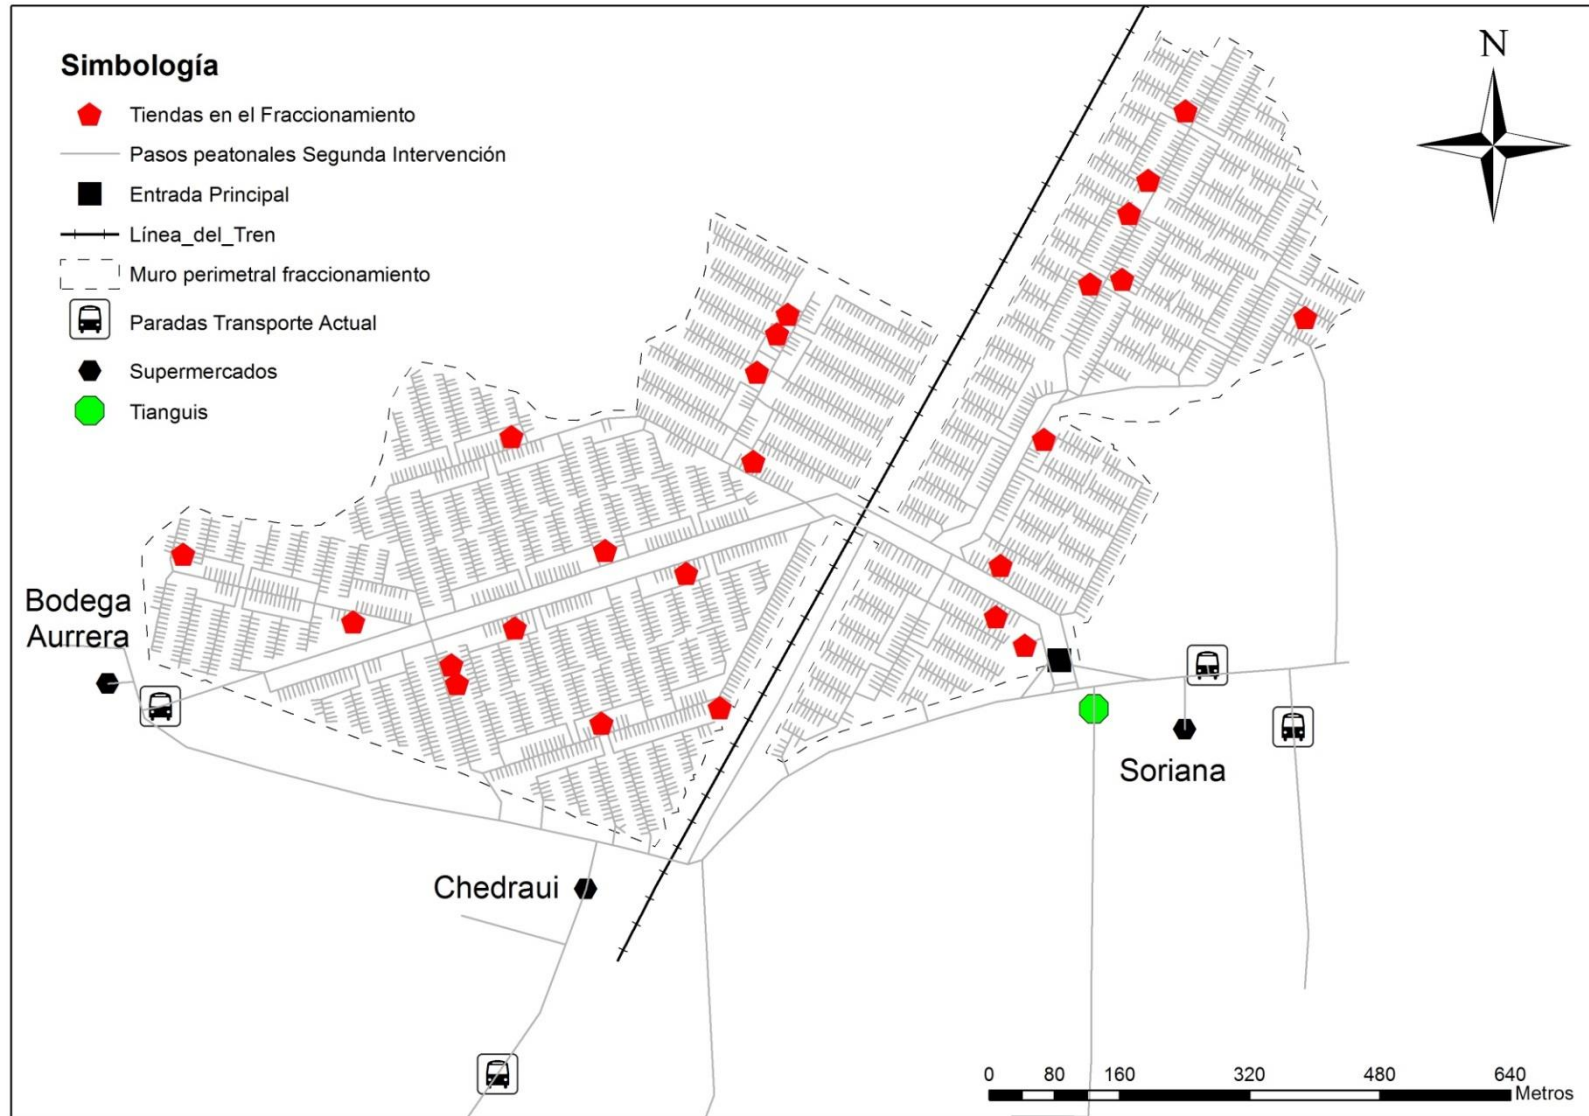 Simbología
Tiendas en el Fraccionamiento
Pasos peatonales Segunda Intervención
Entrada Principal
Línea_del_Tren
Muro perimetral fraccionamiento
Paradas Transporte Actual
Supermercados
Tianguis
N
Bodega
Aurrera
Soriana
Chedraui
0 80 160 320 480 640
Metros